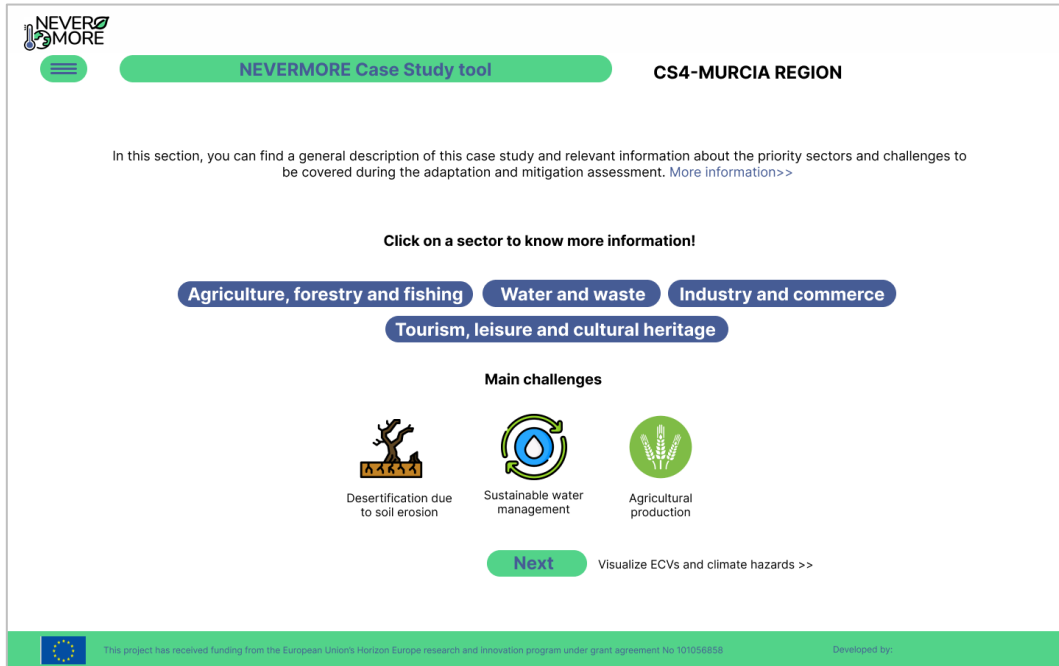 NEVER
MORE
NEVERMORE Case Study tool
CS4-MURCIA REGION
In this section, you can find a general description of this case study and relevant information about the priority sectors and challenges to
be covered during the adaptation and mitigation assessment. More information>>
Click on a sector to know more information!
Agriculture, forestry and fishing
Water and waste
Industry and commerce
Tourism, leisure and cultural heritage
Main challenges
Desertification due
to soil erosion
Sustainable water
management
Agricultural
production
Next
Visualize ECVs and climate hazards >>
This project has received funding from the European Union's Horizon Europe research and innovation program under grant agreement No 101056858
Developed by: